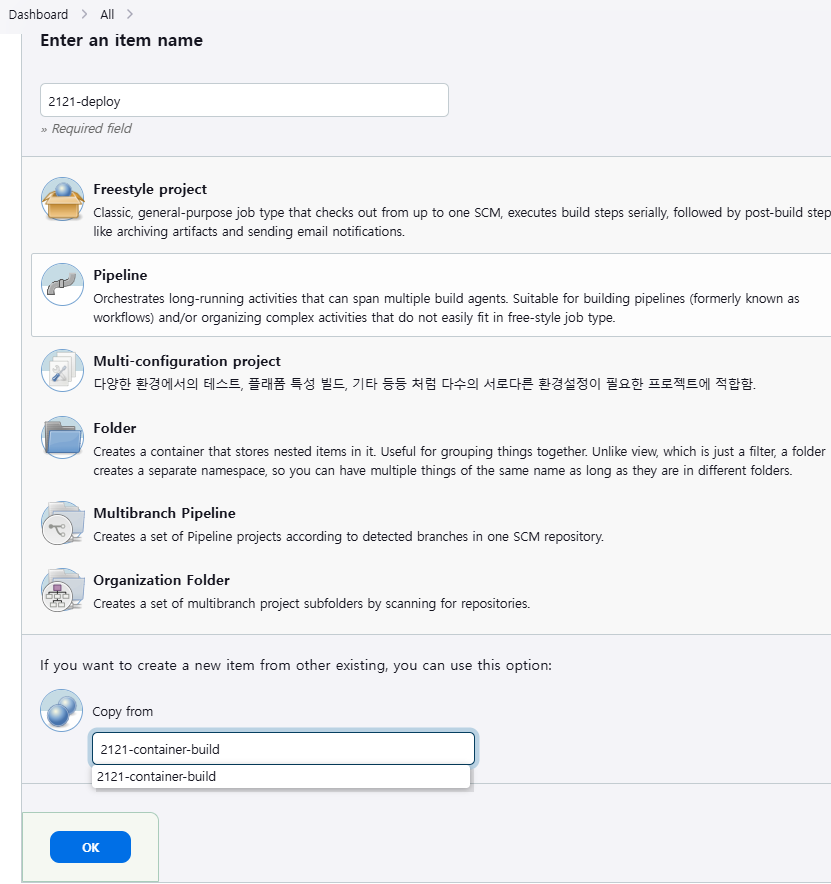 Dashboard > All >
Enter an item name
2121-deploy
» Required field
Freestyle project
Classic, general-purpose job type that checks out from up to one SCM, executes build steps serially, followed by post-build step
like archiving artifacts and sending email notifications.
Pipeline
Orchestrates long-running activities that can span multiple build agents. Suitable for building pipelines (formerly known as
workflows) and/or organizing complex activities that do not easily fit in free-style job type.
Multi-configuration project
다양한 환경에서의 테스트, 플래폼 특성 빌드, 기타 등등 처럼 다수의 서로다른 환경설정이 필요한 프로젝트에 적합함.
Folder
Creates a container that stores nested items in it. Useful for grouping things together. Unlike view, which is just a filter, a folder
creates a separate namespace, so you can have multiple things of the same name as long as they are in different folders.
Multibranch Pipeline
Creates a set of Pipeline projects according to detected branches in one SCM repository.
Organization Folder
Creates a set of multibranch project subfolders by scanning for repositories.
If you want to create a new item from other existing, you can use this option:
Copy from
2121-container-build
2121-container-build
OK